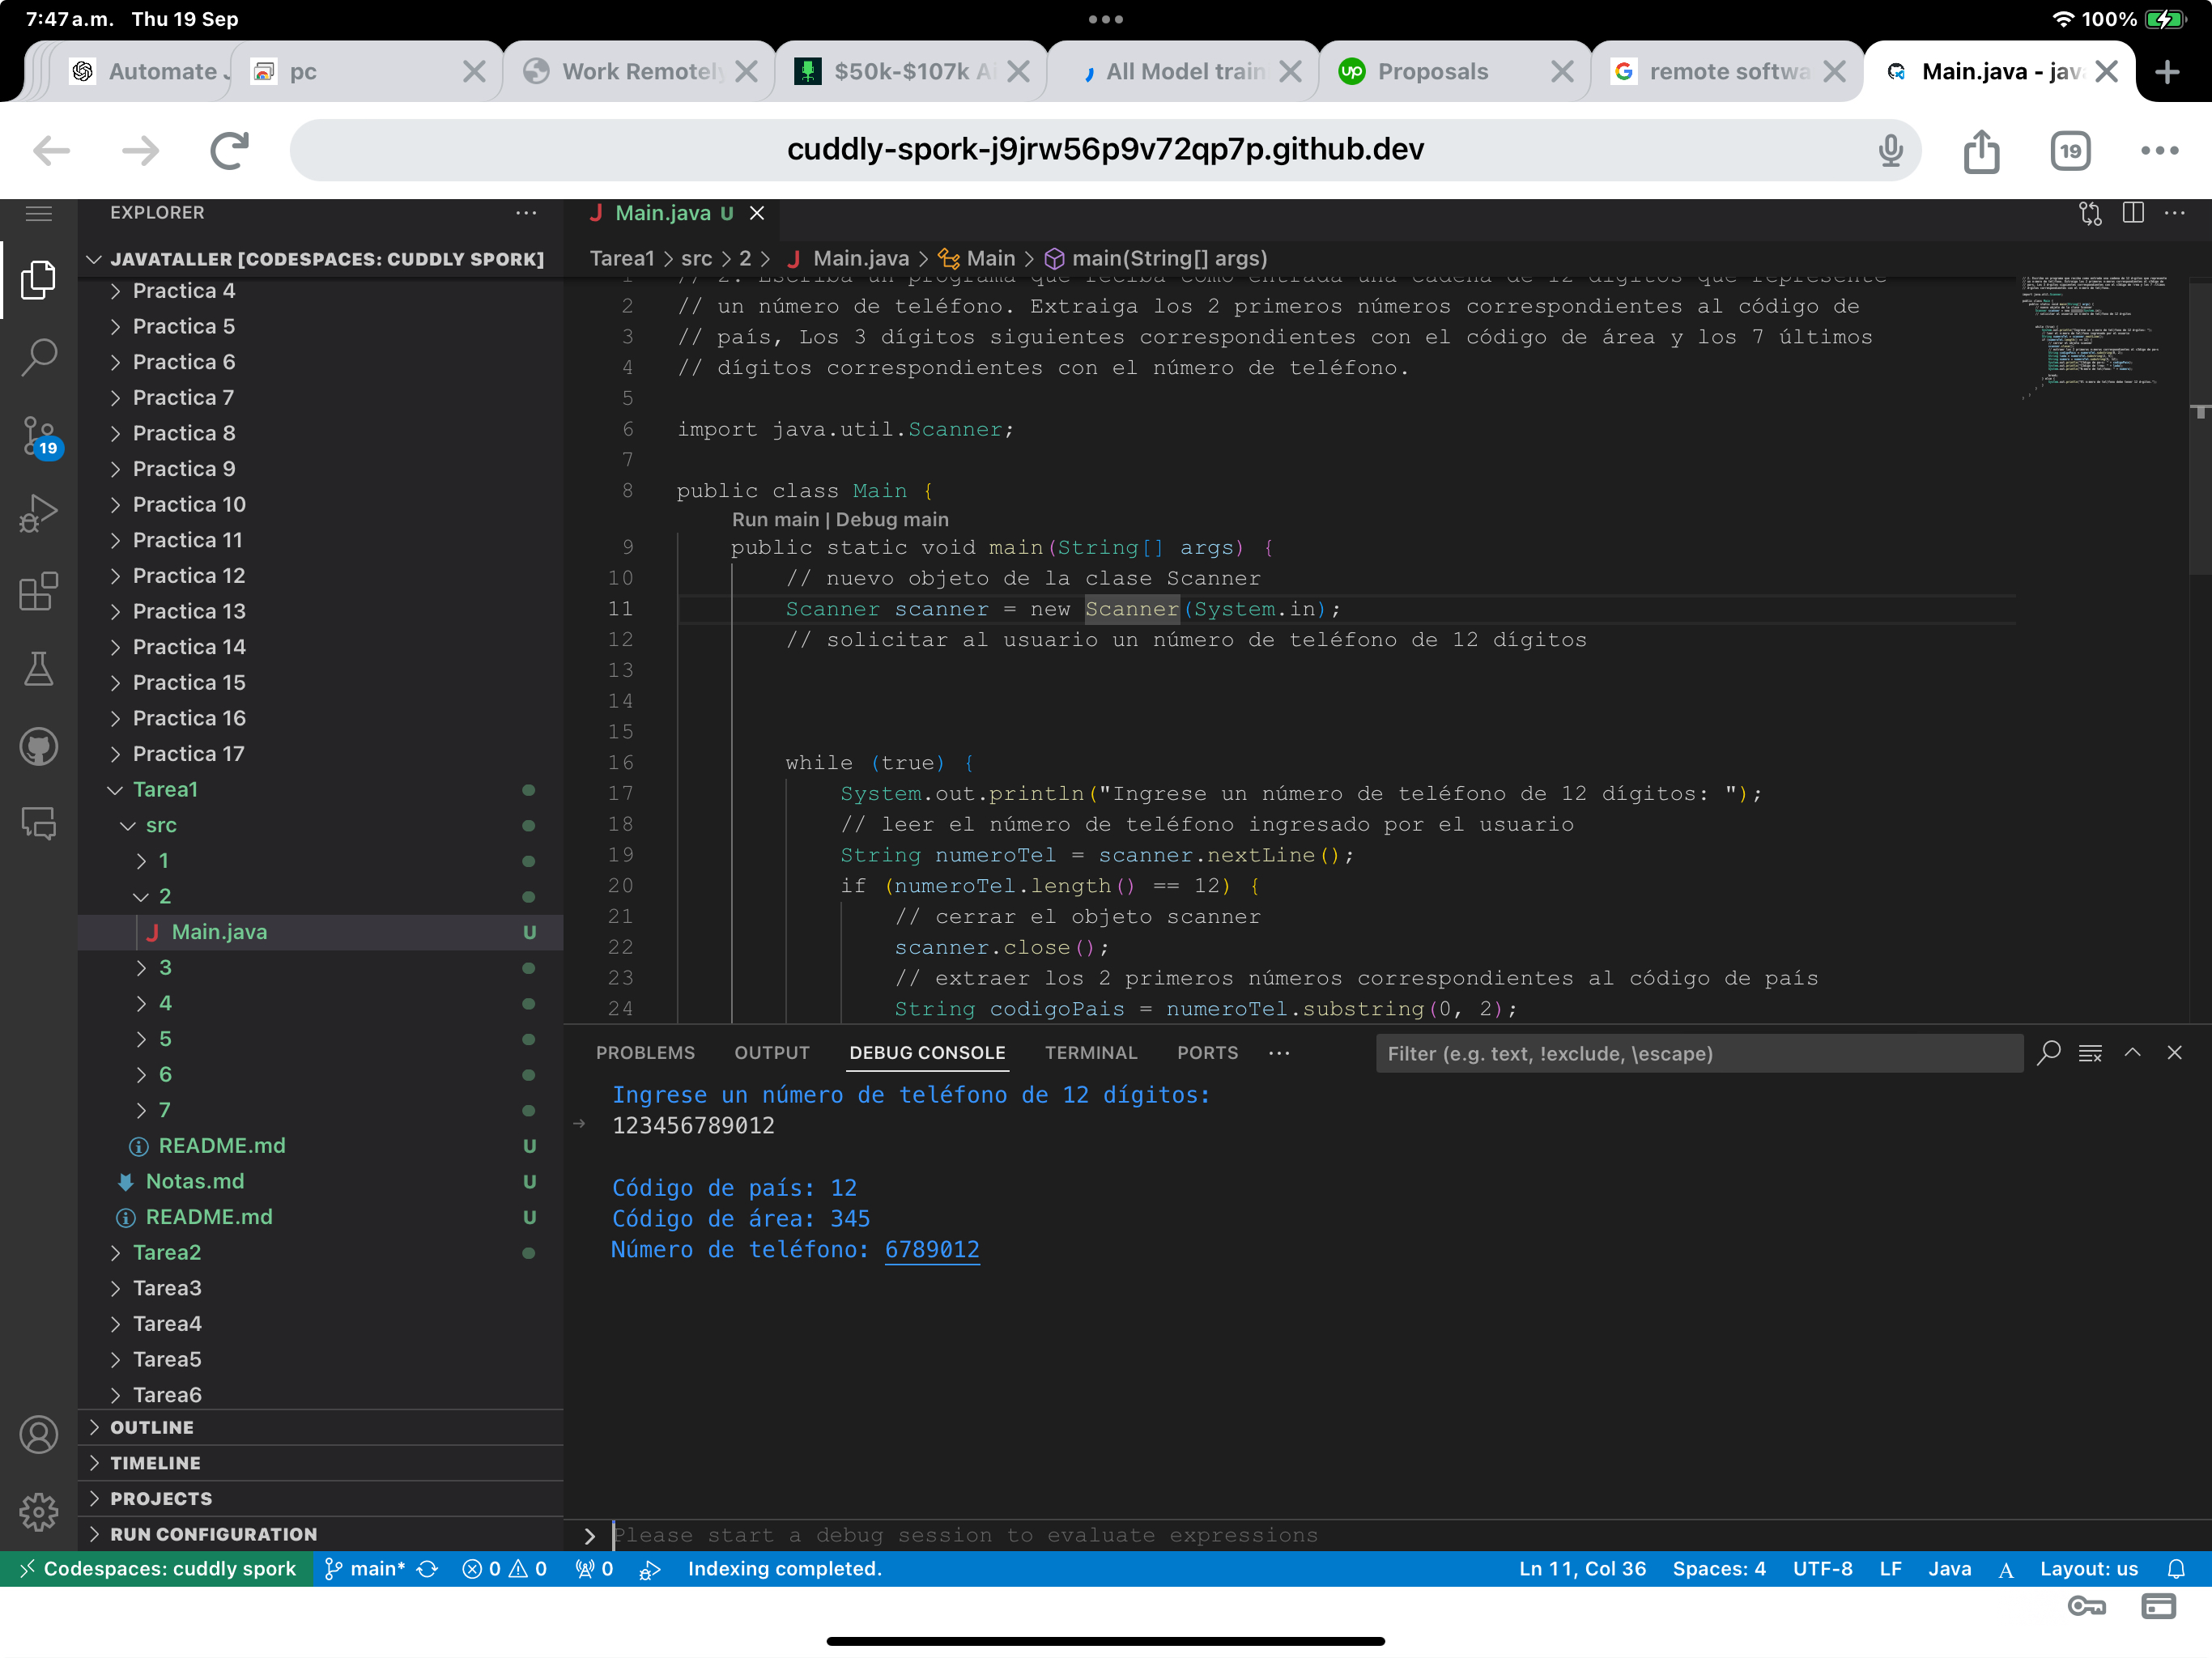 7:47 a.m. Thu 19 Sep
100%
Automate
pc
Work Remotely
$50k-$107k Ai
All Model train
Proposals
remote softwa
Main.java - jav
cuddly-spork-j9jrw56p9v72qp7p.github.dev
19
EXPLORER
JAVATALLER [CODESPACES: CUDDLY SPORK]
Practica 4
Practica 5
Practica 6
Practica 7
Practica 8
19
Practica 9
Practica 10
Practica 11
Practica 12
Practica 13
Practica 14
Practica 15
Practica 16
Practica 17
Tarea1
src
1
2
J Main.java U
3
4
5
6
7
README.md U
Notas.md U
README.md U
Tarea2
Tarea3
Tarea4
Tarea5
Tarea6
OUTLINE
TIMELINE
PROJECTS
RUN CONFIGURATION
J Main.java U
Tarea1 > src > 2 > J Main.java > Main > main(String[] args)
1 // 2. Escriba un programa que reciba como entrada una cadena de 12 dígitos que represente
2 // un número de teléfono. Extraiga los 2 primeros números correspondientes al código de
3 // país, Los 3 dígitos siguientes correspondientes con el código de área y los 7 últimos
4 // dígitos correspondientes con el número de teléfono.
5
6 import java.util.Scanner;
7
8 public class Main {
Run main | Debug main
9 public static void main(String[] args) {
10 // nuevo objeto de la clase Scanner
11 Scanner scanner = new Scanner(System.in);
12 // solicitar al usuario un número de teléfono de 12 dígitos
13
14
15
16 while (true) {
17 System.out.println("Ingrese un número de teléfono de 12 dígitos: ");
18 // leer el número de teléfono ingresado por el usuario
19 String numeroTel = scanner.nextLine();
20 if (numeroTel.length() == 12) {
21 // cerrar el objeto scanner
22 scanner.close();
23 // extraer los 2 primeros números correspondientes al código de país
24 String codigoPais = numeroTel.substring(0, 2);
PROBLEMS OUTPUT DEBUG CONSOLE TERMINAL PORTS
Filter (e.g. text, !exclude, \escape)
Ingrese un número de teléfono de 12 dígitos:
123456789012
Código de país: 12
Código de área: 345
Número de teléfono: 6789012
Please start a debug session to evaluate expressions
Codespaces: cuddly spork main* 0 0 0 Indexing completed.
Ln 11, Col 36 Spaces: 4 UTF-8 LF Java Layout: us